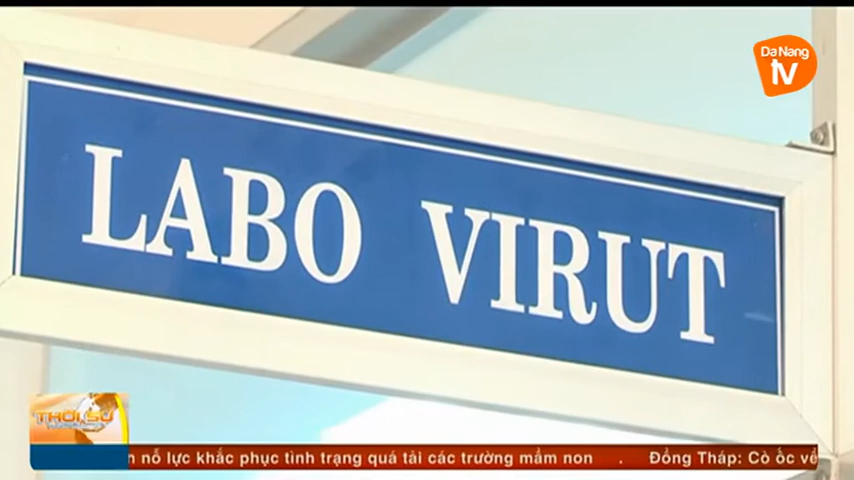 Da Nang
tv
LABO VIRUT
THỜI SỰ
n nỗ lực khắc phục tình trạng quá tải các trường mầm non . Đồng Tháp: Cò ốc về